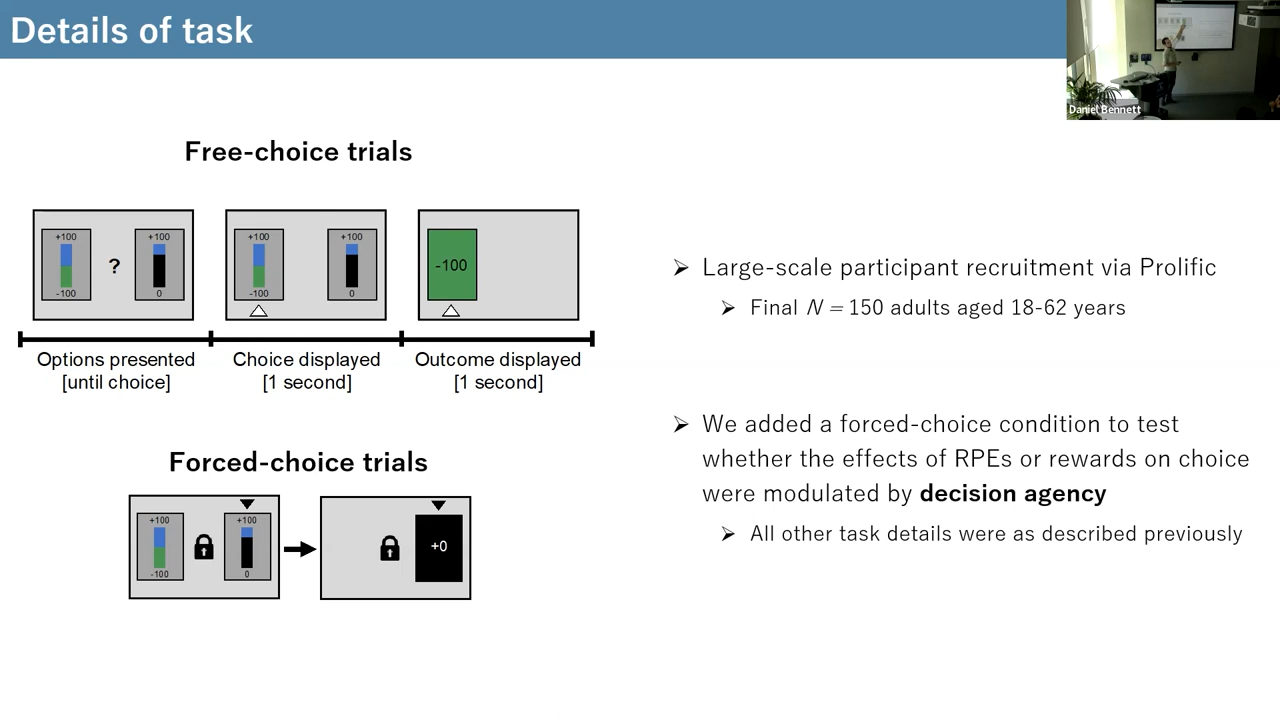 Details of task
Daniel Bennett
Free-choice trials
+100 +100
?
-100 0
+100 +100
-100 0
-100
Options presented
[until choice]
Choice displayed
[1 second]
Outcome displayed
[1 second]
Forced-choice trials
+100 +100
-100 0
+0
➢ Large-scale participant recruitment via Prolific
➢ Final N = 150 adults aged 18-62 years
➢ We added a forced-choice condition to test
whether the effects of RPEs or rewards on choice
were modulated by decision agency
➢ All other task details were as described previously